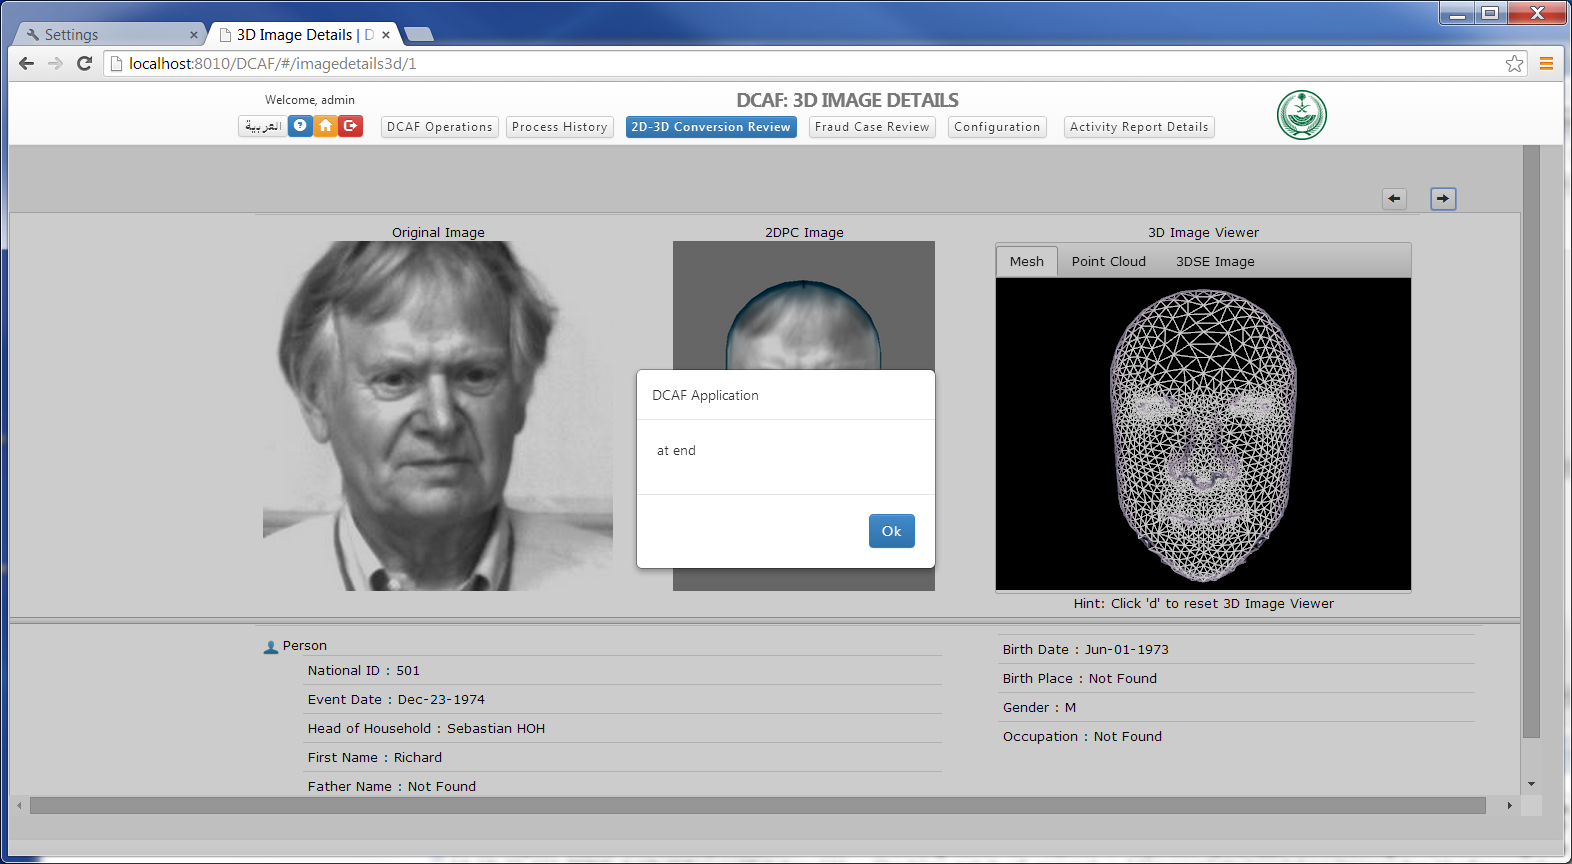 Settings
3D Image Details | D
localhost:8010/DCAF/#/imagedetails3d/1
Welcome, admin
DCAF: 3D IMAGE DETAILS
العربية
DCAF Operations
Process History
2D-3D Conversion Review
Fraud Case Review
Configuration
Activity Report Details
Original Image
2DPC Image
3D Image Viewer
Mesh
Point Cloud
3DSE Image
DCAF Application
at end
Ok
Hint: Click 'd' to reset 3D Image Viewer
Person
National ID : 501
Event Date : Dec-23-1974
Head of Household : Sebastian HOH
First Name : Richard
Father Name : Not Found
Birth Date : Jun-01-1973
Birth Place : Not Found
Gender : M
Occupation : Not Found